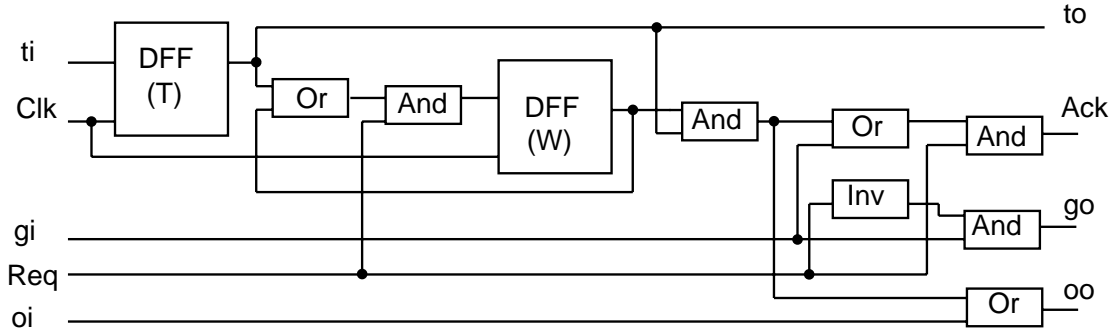 to
ti
DFF
(T)
Clk
Or
And
DFF
(W)
And
Or
Ack
And
Inv
go
And
gi
Req
oo
Or
oi